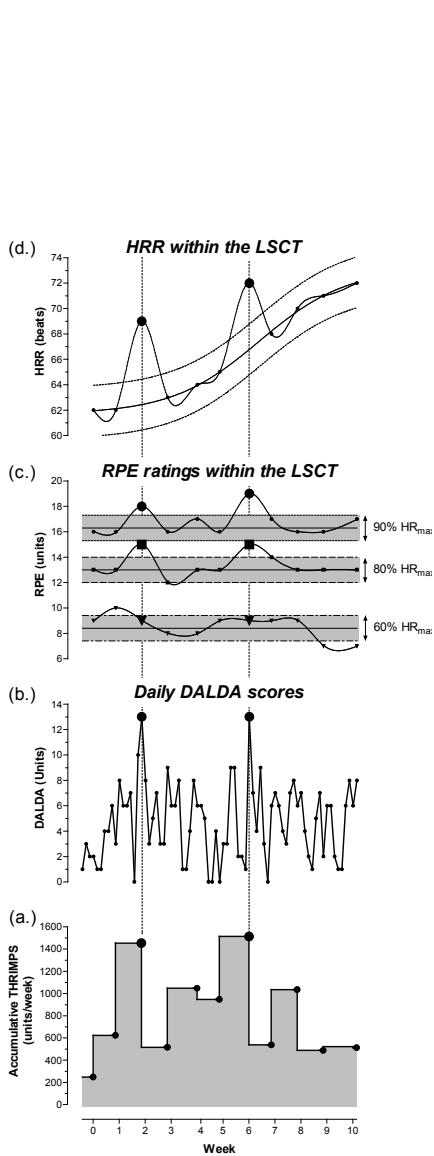 (d.) HRR within the LSCT
74
72
70
68
66
64
62
60
HRR (beats)
(c.) RPE ratings within the LSCT
20
18
16
14
12
10
8
6
RPE (units)
90% HRmax
80% HRmax
60% HRmax
(b.) Daily DALDA scores
14
12
10
8
6
4
2
0
DALDA (Units)
(a.)
1600
1400
1200
1000
800
600
400
200
0
Accumulative THRIMPS
(units/week)
0 1 2 3 4 5 6 7 8 9 10
Week